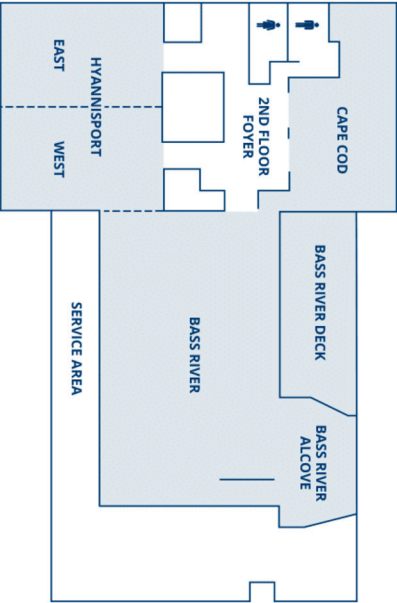 EAST
HYANNISPORT
WEST
2ND FLOOR
FOYER
CAPE COD
BASS RIVER DECK
BASS RIVER
SERVICE AREA
BASS RIVER
ALCOVE